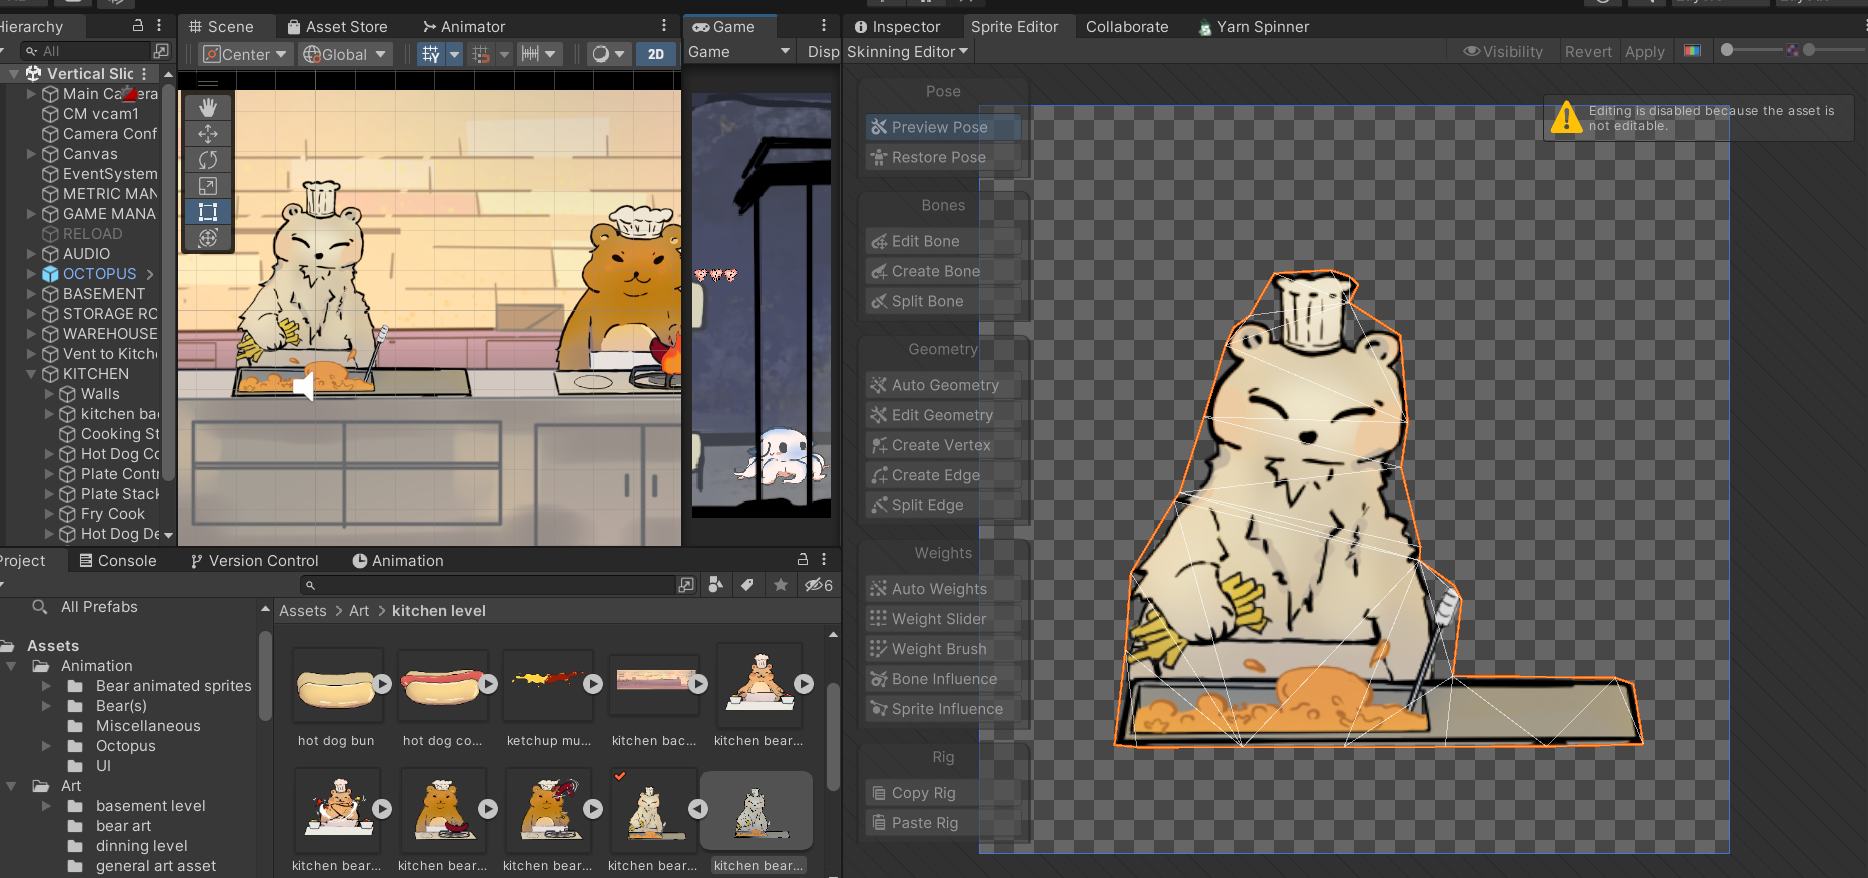 Hierarchy
Scene
Asset Store
Animator
Game
Inspector
Sprite Editor
Collaborate
Yarn Spinner
All
Center
Global
2D
Game
Disp
Skinning Editor
Visibility
Revert
Apply
Vertical Slic
Main Camera
CM vcam1
Camera Conf
Canvas
EventSystem
METRIC MAN
GAME MANA
RELOAD
AUDIO
OCTOPUS
BASEMENT
STORAGE RO
WAREHOUSE
Vent to Kitche
KITCHEN
Walls
kitchen bac
Cooking St
Hot Dog Co
Plate Contr
Plate Stack
Fry Cook
Hot Dog De
Pose
Preview Pose
Restore Pose
Bones
Edit Bone
Create Bone
Split Bone
Geometry
Auto Geometry
Edit Geometry
Create Vertex
Create Edge
Split Edge
Weights
Auto Weights
Weight Slider
Weight Brush
Bone Influence
Sprite Influence
Rig
Copy Rig
Paste Rig
Editing is disabled because the asset is
not editable.
Project
Console
Version Control
Animation
6
All Prefabs
Assets
Animation
Bear animated sprites
Bear(s)
Miscellaneous
Octopus
UI
Art
basement level
bear art
dinning level
general art asset
Assets > Art > kitchen level
hot dog bun
hot dog co...
ketchup mu...
kitchen bac...
kitchen bear...
kitchen bear...
kitchen bear...
kitchen bear...
kitchen bear...
kitchen bear...